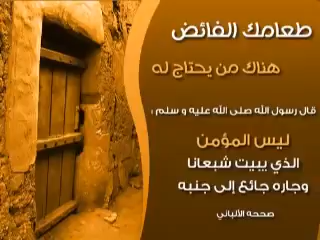 طعامك الفائض
هناك من يحتاج له
قال رسول الله صلى الله عليه و سلم :
ليس المؤمن
الذي يبيت شبعانا
وجاره جائع إلى جنبه
صححه الألباني